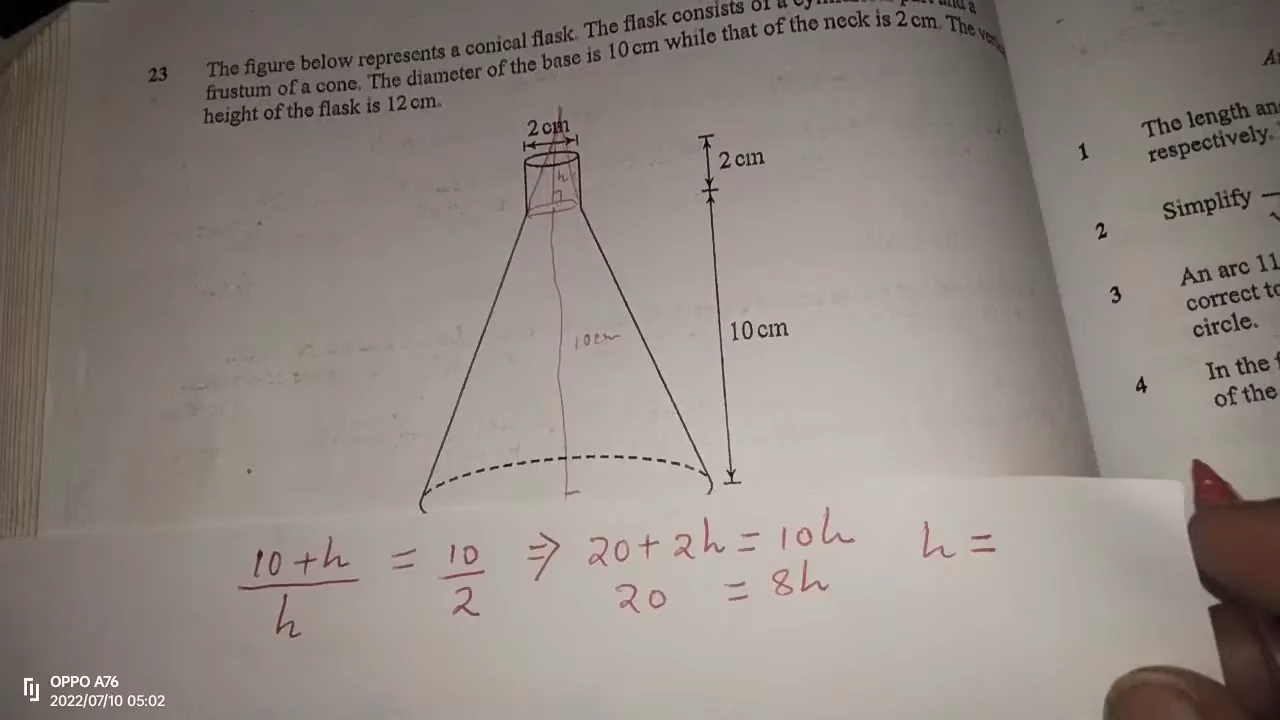 23 The figure below represents a conical flask. The flask consists of a
frustum of a cone. The diameter of the base is 10 cm while that of the neck is 2 cm. The
height of the flask is 12 cm.
2 cm
2 cm
h
10 cm
10 cm
10 + h / h = 10 / 2 ⇒ 20 + 2h = 10h h =
20 = 8h
1 The length
respectively.
2 Simplify
3 An arc 11
correct
circle.
4 In the
of the
OPPO A76
2022/07/10 05:02